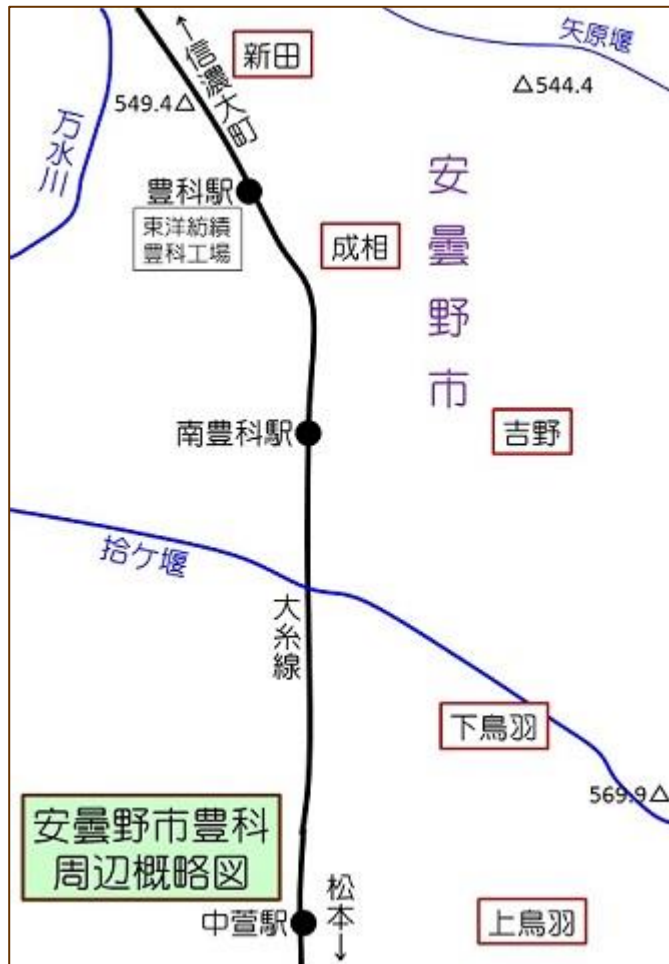 ←信濃大町
新田
矢原堰
549.4△
△544.4
万水川
豊科駅
東洋紡績
豊科工場
成相
安曇野市
南豊科駅
吉野
拾ケ堰
大糸線
下鳥羽
569.9△
安曇野市豊科
周辺概略図
中萱駅
松本→
上鳥羽